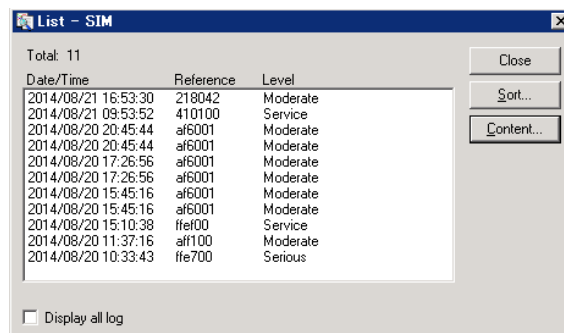 List - SIM
Total: 11
Close
Date/Time Reference Level
Sort...
Content...
2014/08/21 16:53:30 218042 Moderate
2014/08/21 09:53:52 410100 Service
2014/08/20 20:45:44 af6001 Moderate
2014/08/20 20:45:44 af6001 Moderate
2014/08/20 17:26:56 af6001 Moderate
2014/08/20 17:26:56 af6001 Moderate
2014/08/20 15:45:16 af6001 Moderate
2014/08/20 15:45:16 af6001 Moderate
2014/08/20 15:10:38 ffef00 Service
2014/08/20 11:37:16 aff100 Moderate
2014/08/20 10:33:43 ffe700 Serious
Display all log